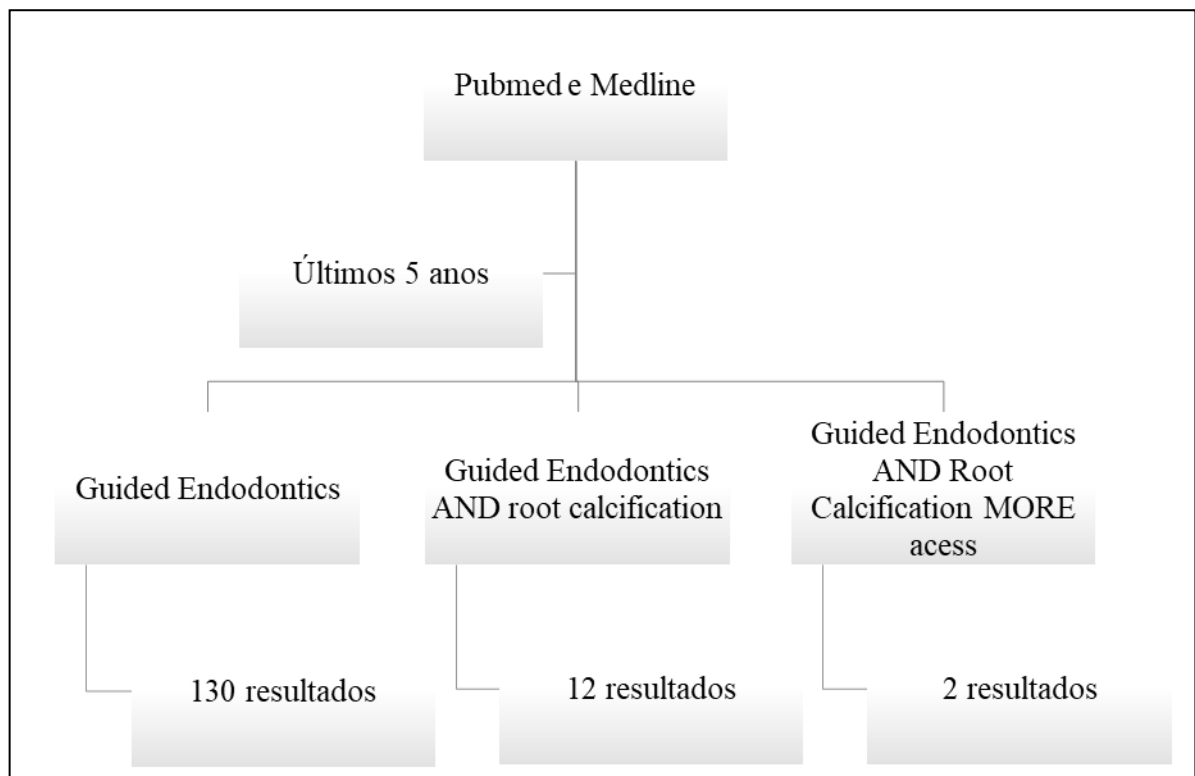 Pubmed e Medline
Últimos 5 anos
Guided Endodontics
Guided Endodontics
AND root calcification
Guided Endodontics
AND Root
Calcification MORE
acess
130 resultados
12 resultados
2 resultados